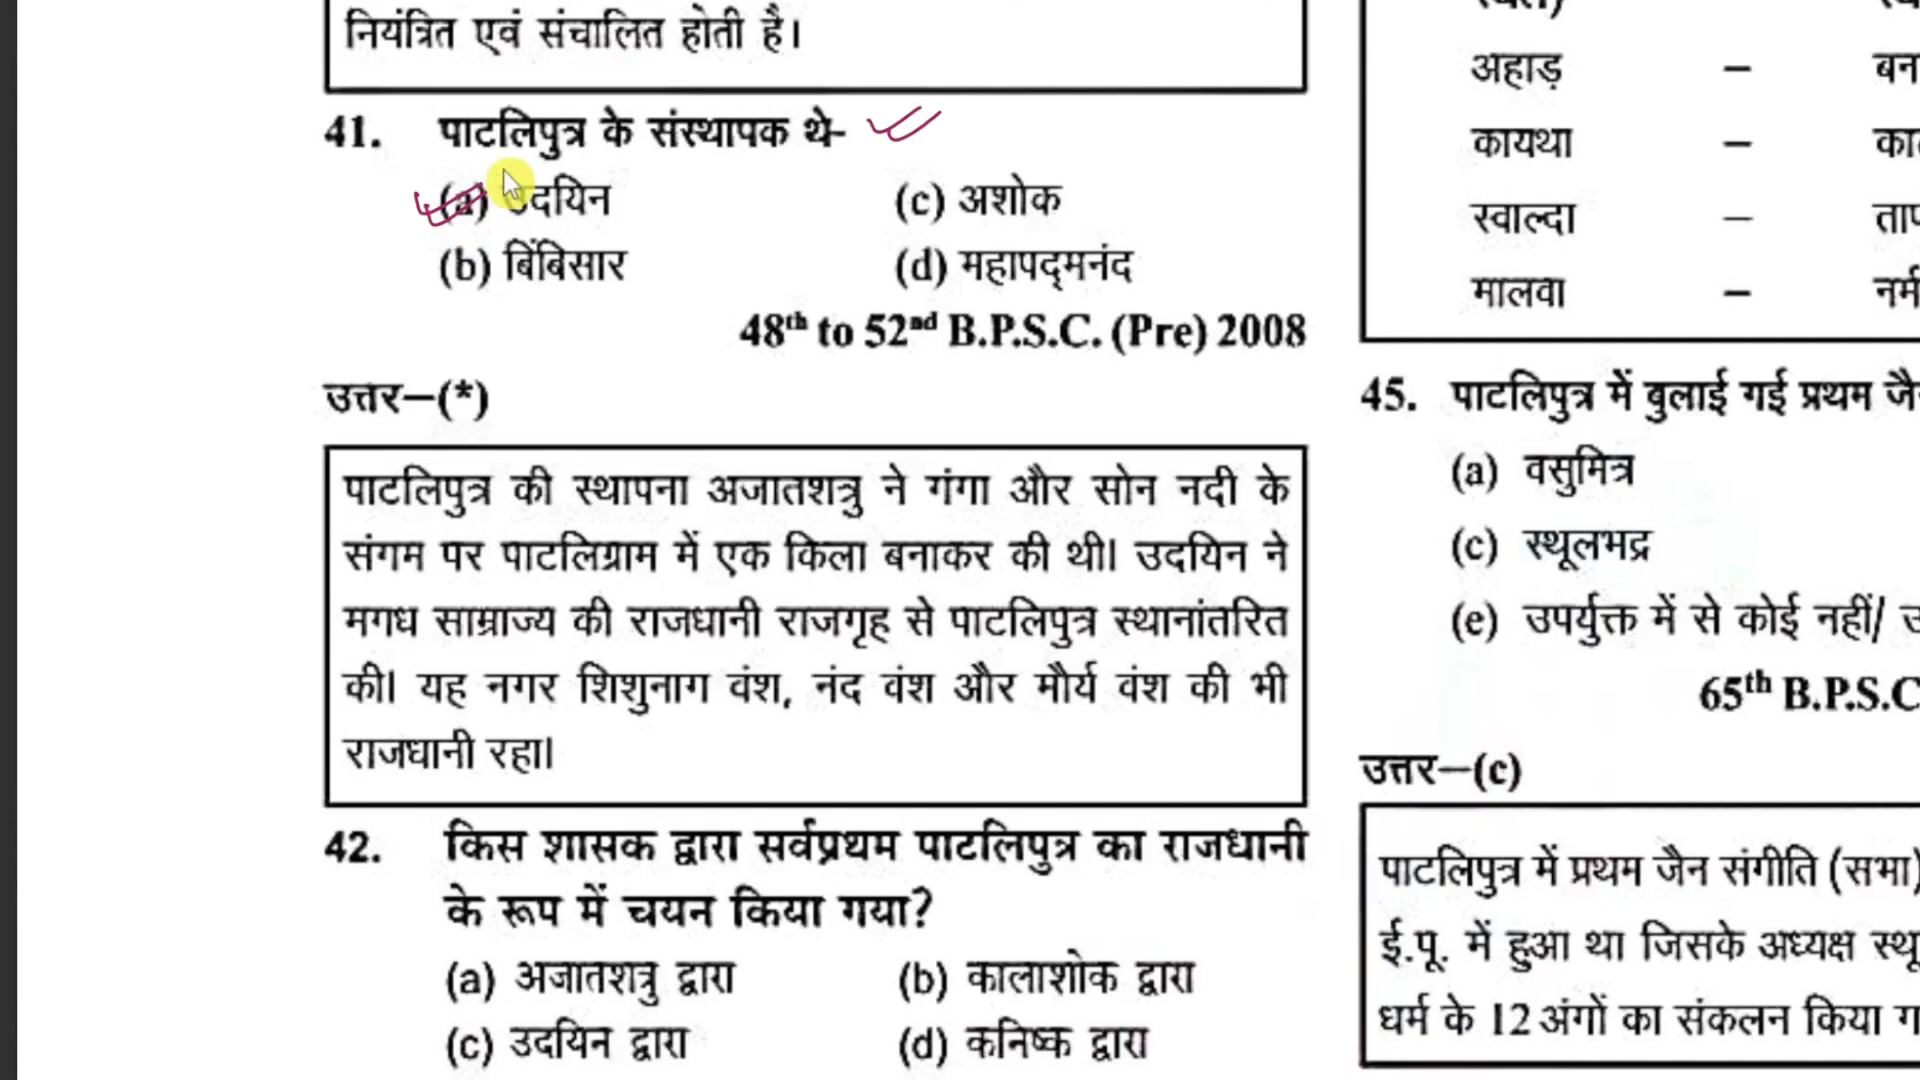 नियंत्रित एवं संचालित होती है।
41. पाटलिपुत्र के संस्थापक थे-
(a) उदयिन (c) अशोक
(b) बिंबिसार (d) महापद्मनंद
48th to 52nd B.P.S.C. (Pre) 2008
उत्तर—(*)
पाटलिपुत्र की स्थापना अजातशत्रु ने गंगा और सोन नदी के
संगम पर पाटलिग्राम में एक किला बनाकर की थी। उदयिन ने
मगध साम्राज्य की राजधानी राजगृह से पाटलिपुत्र स्थानांतरित
की। यह नगर शिशुनाग वंश, नंद वंश और मौर्य वंश की भी
राजधानी रहा।
42. किस शासक द्वारा सर्वप्रथम पाटलिपुत्र का राजधानी
के रूप में चयन किया गया?
(a) अजातशत्रु द्वारा (b) कालाशोक द्वारा
(c) उदयिन द्वारा (d) कनिष्क द्वारा
अहाड़ –
कायथा –
स्वाल्दा –
मालवा –
45. पाटलिपुत्र में बुलाई गई प्रथम
(a) वसुमित्र
(c) स्थूलभद्र
(e) उपर्युक्त में से कोई नहीं/
65th B.P.S.C
उत्तर—(c)
पाटलिपुत्र में प्रथम जैन संगीति (सभा)
ई.पू. में हुआ था जिसके अध्यक्ष
धर्म के 12 अंगों का संकलन किया